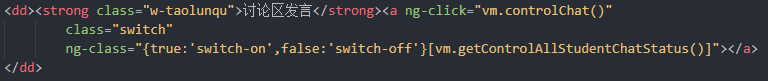 <dd><strong class="w-taolunqu">讨论区发言</strong><a ng-click="vm.controlChat()"
class="switch"
ng-class="{true:'switch-on',false:'switch-off'}[vm.getControlAllStudentChatStatus()]"></a>
</dd>